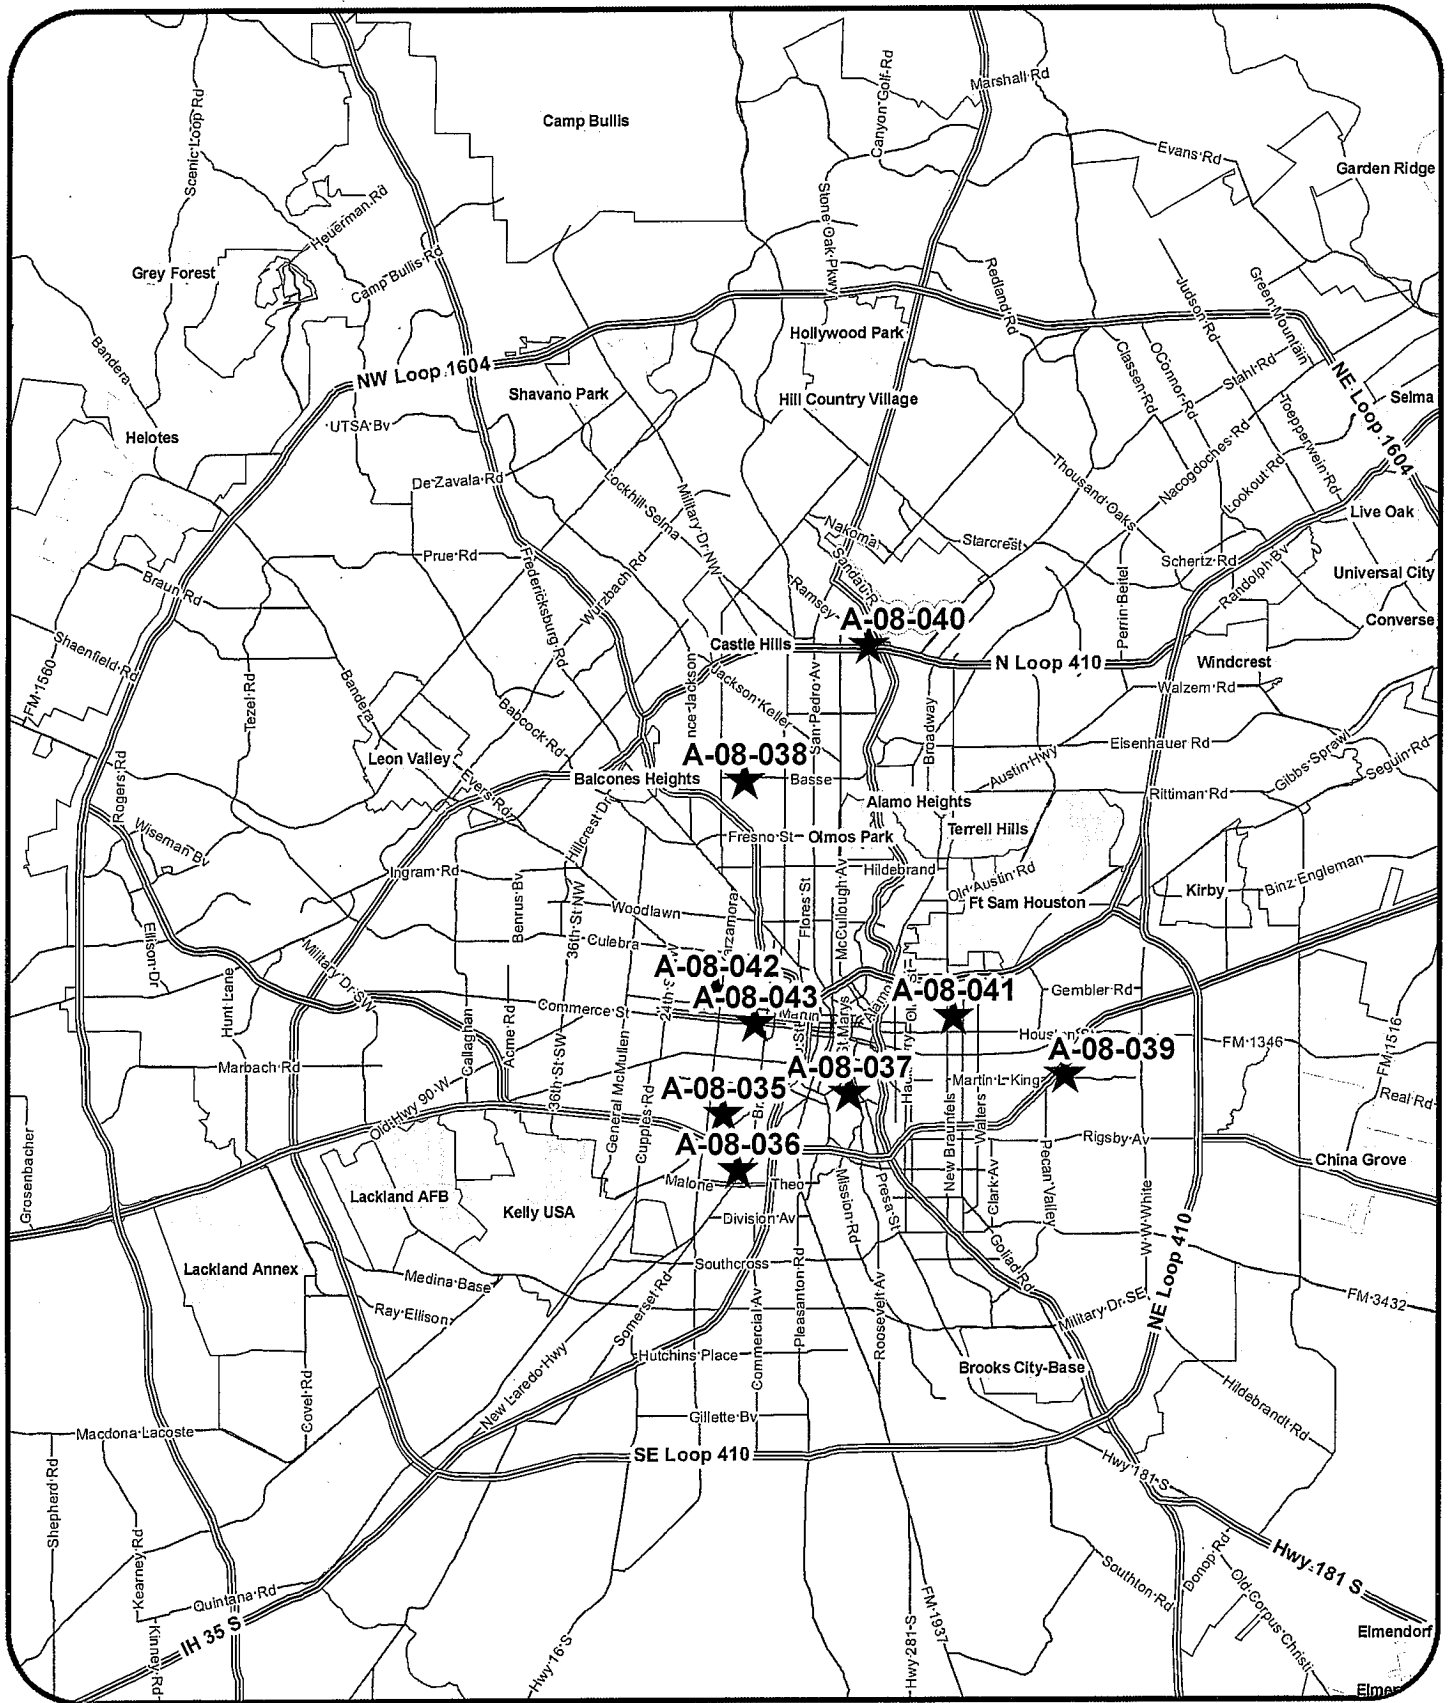 Camp Bullis
Scenic Loop Rd
Canyon Golf Rd
Marshall Rd
Evans Rd
Garden Ridge
Heuerman Rd
Stone Oak Pkwy
Grey Forest
Camp Bullis Rd
Redland Rd
Judson Rd
Green Mountain
Hollywood Park
Bandera
NW Loop 1604
Classen Rd
OConnor Rd
Stahl Rd
NE Loop 1604
Shavano Park
Hill Country Village
Selma
UTSA Bv
Helotes
Toepperwein Rd
Nacogdoches Rd
De Zavala Rd
Lockhill Selma
Military Dr NW
Thousand Oaks
Lookout Rd
Live Oak
Nakoma
Starcrest
Prue Rd
Fredericksburg Rd
Wurzbach Rd
Schertz Rd
Randolph Bv
Universal City
Braun Rd
Ramsey
Perrin Beitel
A-08-040
Converse
Shaenfield Rd
Castle Hills
N Loop 410
Windcrest
FM 1560
Tezel Rd
Bandera
Jackson Keller
San Pedro Av
Broadway
Walzem Rd
Babcock Rd
Eisenhauer Rd
Leon Valley
A-08-038
Austin Hwy
Gibbs Sprawl
Seguin Rd
Evers Rd
Balcones Heights
Basse
Rogers Rd
Alamo Heights
Rittiman Rd
Wiseman Bv
Hillcrest Dr
Fresno St
Olmos Park
Terrell Hills
Ingram Rd
Hildebrand
Old Austin Rd
Kirby
Binz Engleman
Benrus Bv
36th St NW
Woodlawn
Flores St
McCullough Av
Ft Sam Houston
Culebra
Ellison Dr
Military Dr SW
A-08-042
Hunt Lane
A-08-043
A-08-041
Gembler Rd
Commerce St
Martin
St Marys
Alamo
Callaghan
Acme Rd
Houston St
FM 1346
FM 1516
Marbach Rd
36th St SW
General McMullen
A-08-037
A-08-039
Martin L King
A-08-035
Cupples Rd
New Braunfels
Walters
Real Rd
Old Hwy 90 W
A-08-036
Rigsby Av
China Grove
Grosenbacher
Lackland AFB
Kelly USA
Malone
Theo
Mission Rd
Presa St
Clark Av
Pecan Valley
W W White
Division Av
Lackland Annex
Southcross
Goliad Rd
NE Loop 410
Medina Base
Ray Ellison
Somerset Rd
Commercial Av
Pleasanton Rd
Roosevelt Av
Military Dr SE
FM 3432
New Laredo Hwy
Hutchins Place
Brooks City-Base
Covel Rd
Hildebrandt Rd
Gillette Bv
Macdona Lacoste
SE Loop 410
Hwy 181 S
Shepherd Rd
Kearney Rd
Hwy 181 S
Southton Rd
Donop Rd
Old Corpus Christi
Quintana Rd
IH 35 S
Kinney Rd
Hwy 16 S
Hwy 281 S
FM 1937
Elmendorf